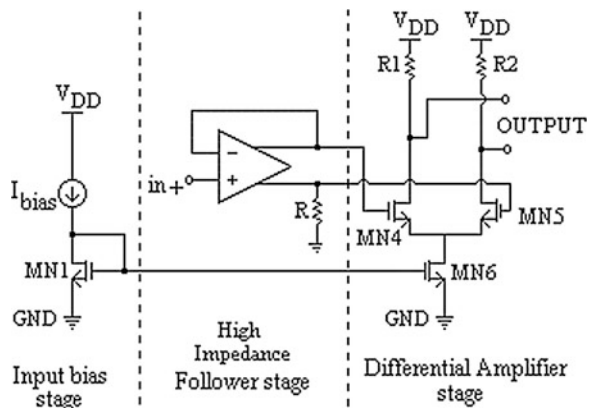 VDD
Ibias
MN1
GND
Input bias
stage
in+
−
+
R
High
Impedance
Follower stage
VDD
VDD
R1
R2
OUTPUT
MN4
MN5
MN6
GND
Differential Amplifier
stage